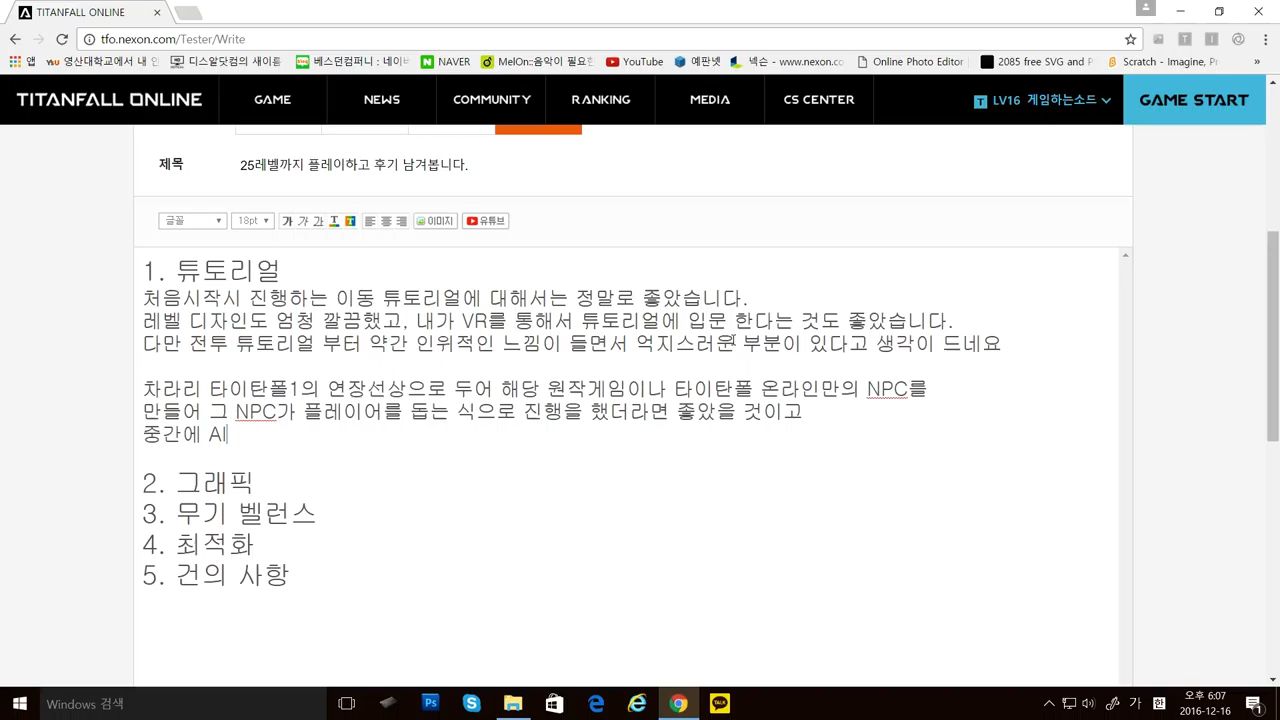 TITANFALL ONLINE
tfo.nexon.com/Tester/Write
앱
영산대학교에서 내 인
디스알닷컴의 새이름
베스던컴퍼니 : 네이버
NAVER
MelOn::음악이 필요한
YouTube
예판넷
넥슨 - www.nexon.co
Online Photo Editor
2085 free SVG and P
Scratch - Imagine, Pr
»
TITANFALL ONLINE
GAME
NEWS
COMMUNITY
RANKING
MEDIA
CS CENTER
LV16 게임하는소드
GAME START
제목
25레벨까지 플레이하고 후기 남겨봅니다.
글꼴
18pt
가 가 가 T T
이미지
유튜브
1. 튜토리얼
처음시작시 진행하는 이동 튜토리얼에 대해서는 정말로 좋았습니다.
레벨 디자인도 엄청 깔끔했고, 내가 VR를 통해서 튜토리얼에 입문 한다는 것도 좋았습니다.
다만 전투 튜토리얼 부터 약간 인위적인 느낌이 들면서 억지스러운 부분이 있다고 생각이 드네요
차라리 타이탄폴1의 연장선상으로 두어 해당 원작게임이나 타이탄폴 온라인만의 NPC를
만들어 그 NPC가 플레이어를 돕는 식으로 진행을 했더라면 좋았을 것이고
중간에 AI
2. 그래픽
3. 무기 벨런스
4. 최적화
5. 건의 사항
Windows 검색
TALK
가
한
오후 6:07
2016-12-16
1